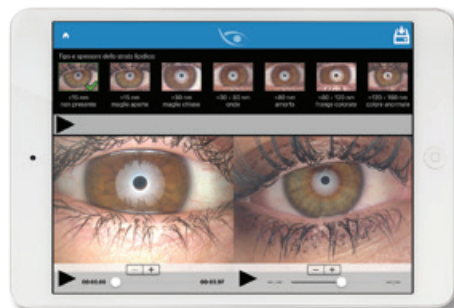 Tipo e spessore dello strato lipidico:
<15 nm
non presente
≈15 nm
maglie aperte
≈30 nm
maglie chiuse
≈30 ÷ 80 nm
onde
≈80 nm
amorfo
≈80 ÷ 120 nm
frange colorate
≈120 ÷ 160 nm
colore anormale
- +
- +
00:00.00
00:03.97